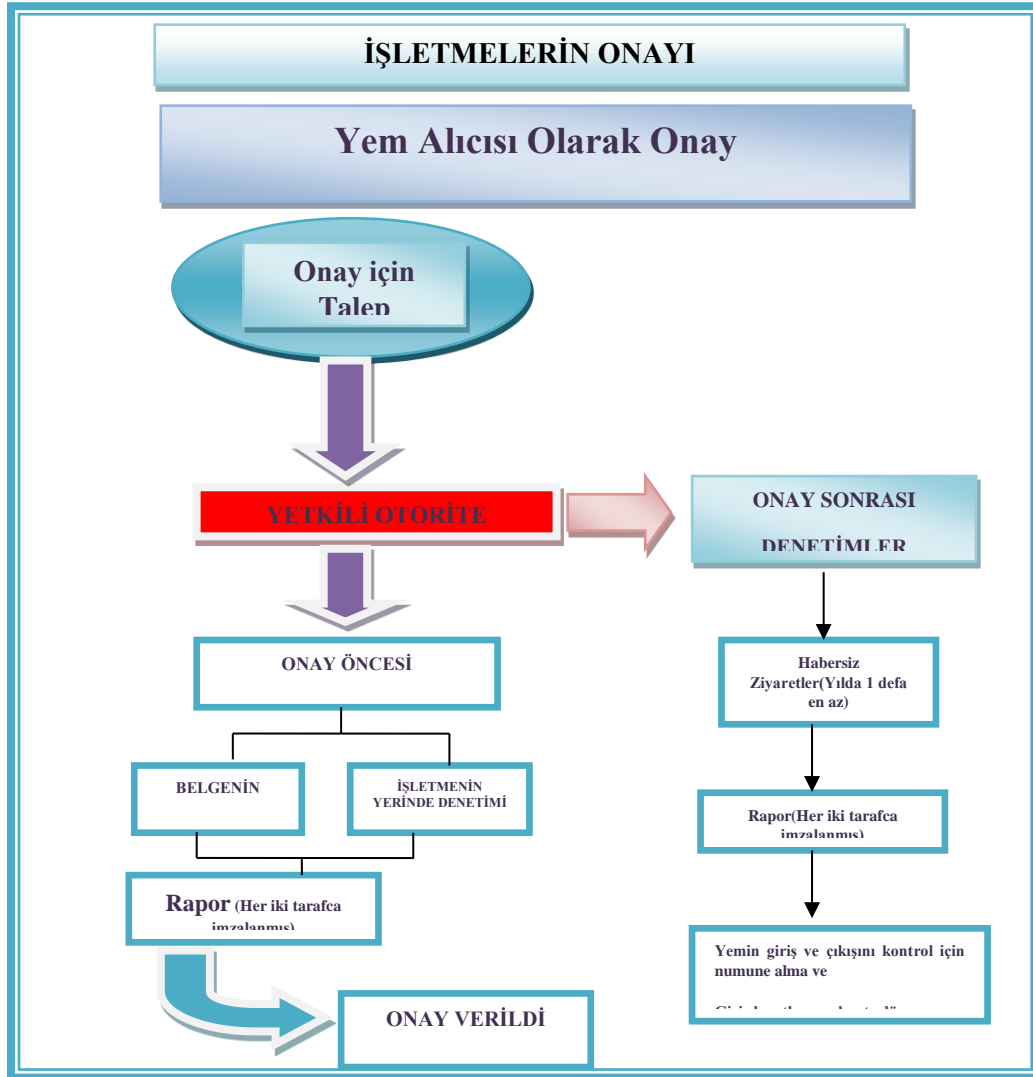 İŞLETMELERİN ONAYI
Yem Alıcısı Olarak Onay
Onay için
Talep
YETKİLİ OTORİTE
ONAY SONRASI
DENETİMLER
ONAY ÖNCESİ
Habersiz
Ziyaretler(Yılda 1 defa
en az)
BELGENİN
İŞLETMENİN
YERİNDE DENETİMİ
Rapor(Her iki tarafca
imzalanmış)
Rapor (Her iki tarafca
imzalanmış)
Yemin giriş ve çıkışını kontrol için
numune alma ve
ONAY VERİLDİ